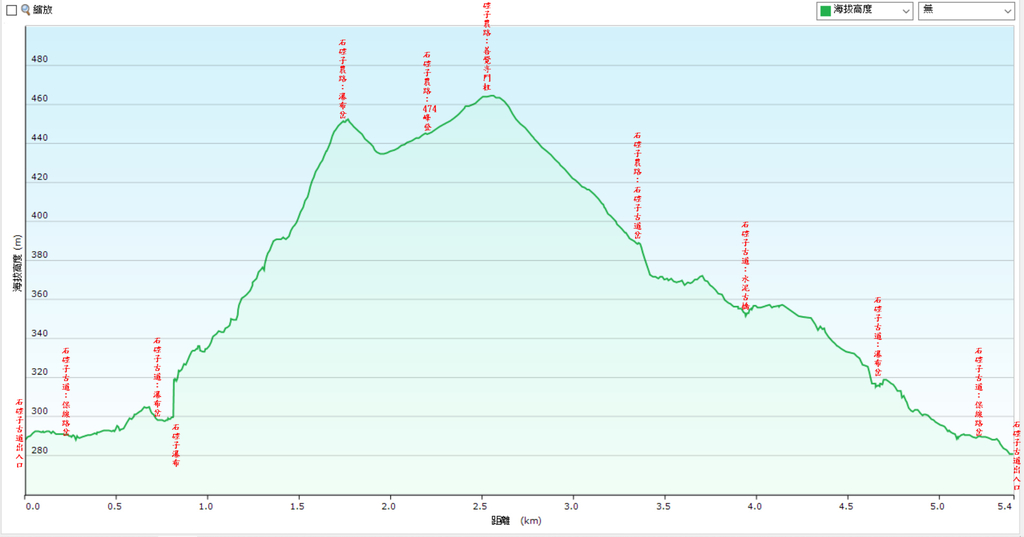 縮放
海拔高度
無
海拔高度 (m)
480
460
440
420
400
380
360
340
320
300
280
石碇子古道出入口
石碇子古道：保線路岔
石碇子古道：瀑布岔
石碇子瀑布
石碇子農路：瀑布岔
石碇子農路：474峰岔
石碇子農路：善覺寺門柱
石碇子農路：石碇子古道岔
石碇子古道：水泥古橋
石碇子古道：瀑布岔
石碇子古道：保線路岔
石碇子古道出入口
0.0
0.5
1.0
1.5
2.0
2.5
3.0
3.5
4.0
4.5
5.0
5.4
距離 (km)